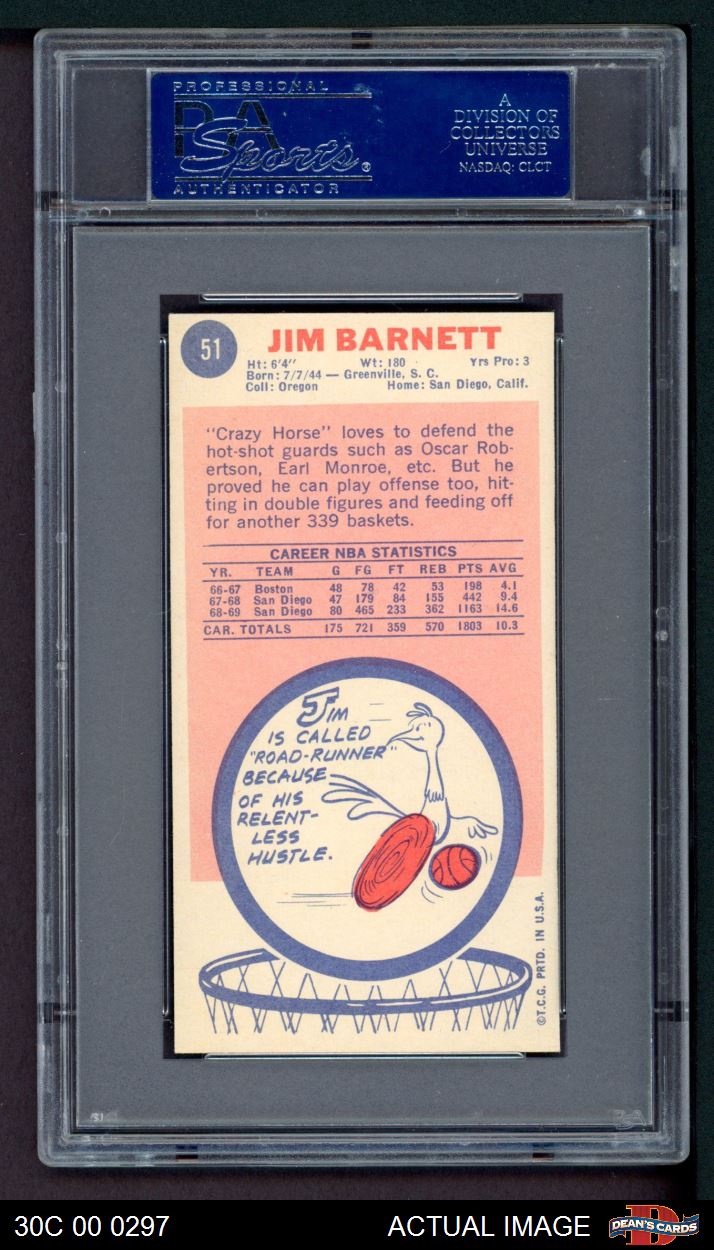 PROFESSIONAL
PSA
Sports®
AUTHENTICATOR
A
DIVISION OF
COLLECTORS
UNIVERSE
NASDAQ: CLCT
51
JIM BARNETT
Ht: 6'4" Wt: 180 Yrs Pro: 3
Born: 7/7/44 — Greenville, S. C.
Coll: Oregon Home: San Diego, Calif.
"Crazy Horse" loves to defend the
hot-shot guards such as Oscar Rob-
ertson, Earl Monroe, etc. But he
proved he can play offense too, hit-
ting in double figures and feeding off
for another 339 baskets.
CAREER NBA STATISTICS
YR. TEAM G FG FT REB PTS AVG
66-67 Boston 48 78 42 53 198 4.1
67-68 San Diego 47 179 84 155 442 9.4
68-69 San Diego 80 465 233 362 1163 14.6
CAR. TOTALS 175 721 359 570 1803 10.3
JIM
IS CALLED
"ROAD-RUNNER"
BECAUSE
OF HIS
RELENT-
LESS
HUSTLE.
©T.C.G. PRTD. IN U.S.A.
PSA
30C 00 0297
ACTUAL IMAGE
D
DEAN'S CARDS